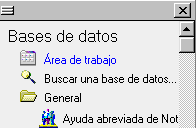 Bases de datos
Área de trabajo
Buscar una base de datos...
General
Ayuda abreviada de Not